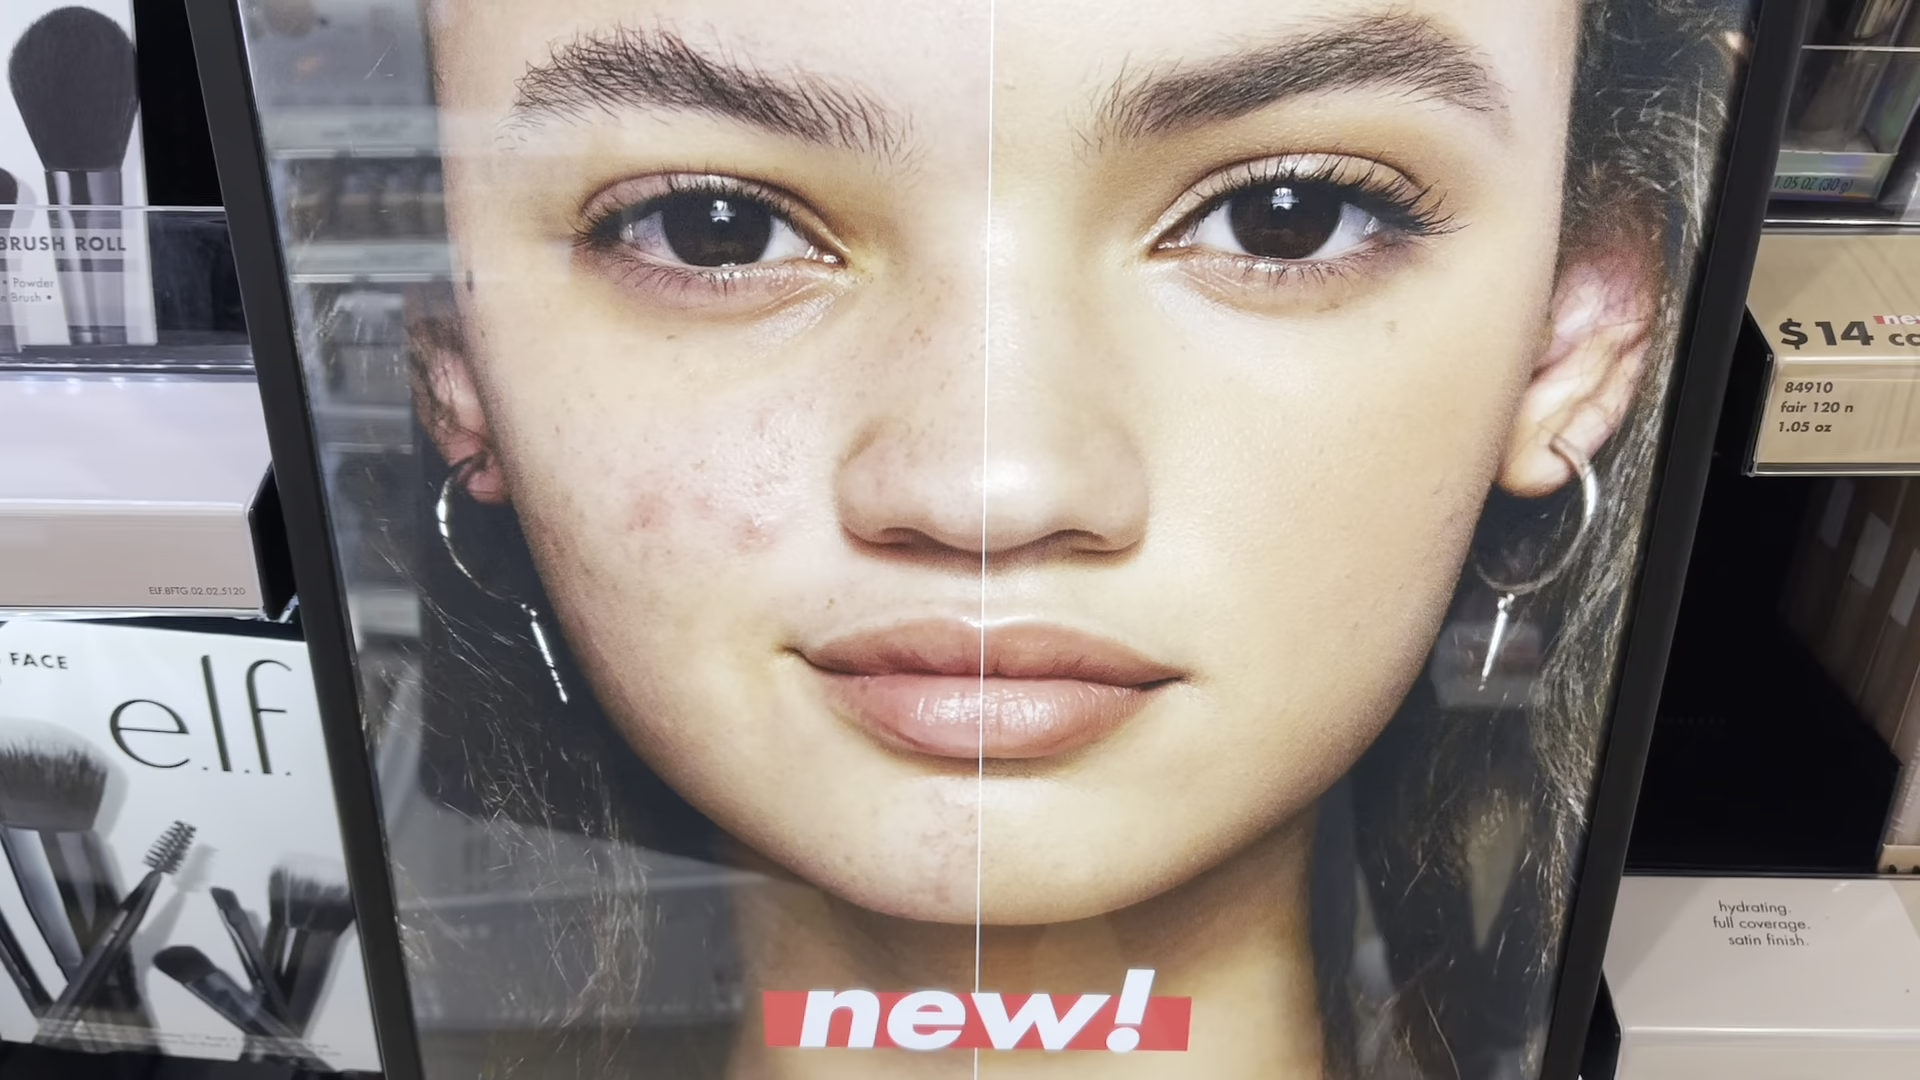 BRUSH ROLL
• Powder
Brush •
ELF.BFTG.02.02.5120
FACE
e.l.f.
new!
1.05 OZ (30 g)
$14
84910
fair 120 n
1.05 oz
hydrating.
full coverage.
satin finish.